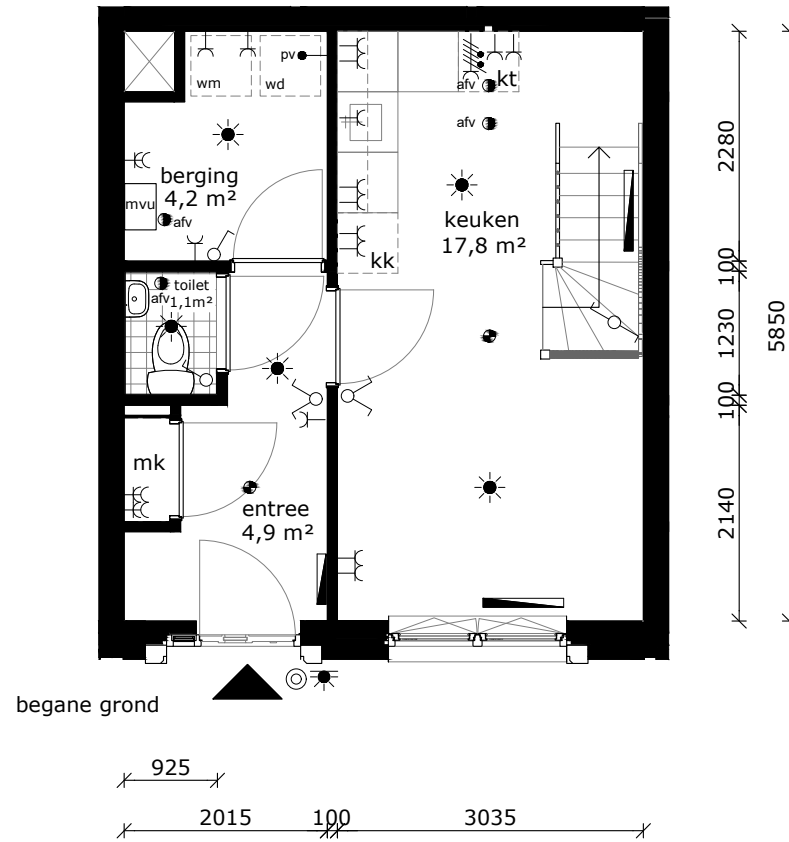 pv
wm
wd
kt
afv
afv
berging
4,2 m²
mvu
afv
keuken
17,8 m²
kk
toilet
afv
1,1m²
mk
entree
4,9 m²
begane grond
2280
100
1230
100
2140
5850
925
2015
100
3035